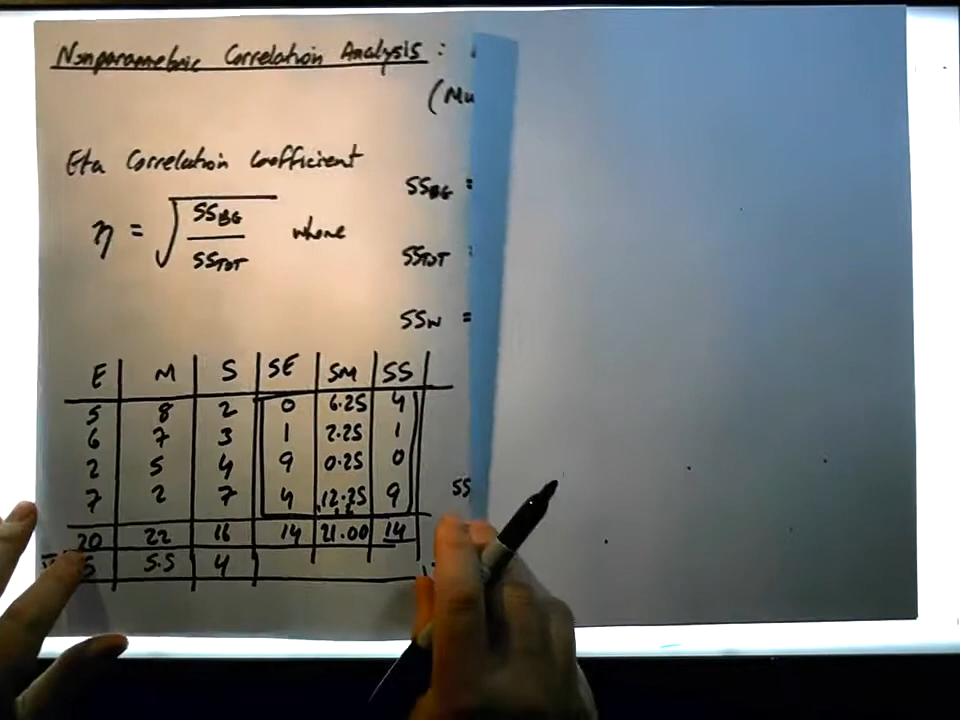 Nonparametric Correlation Analysis :
(Mu
Eta Correlation Coefficient
SSBG =
η = √ SSBG / SSTOT where
SSTOT :
SSW =
E M S SE SM SS
5 8 2 0 6.25 4
6 7 3 1 2.25 1
2 5 4 9 0.25 0
7 2 7 4 12.25 9
SS
20 22 16 14 21.00 14
5 5.5 4